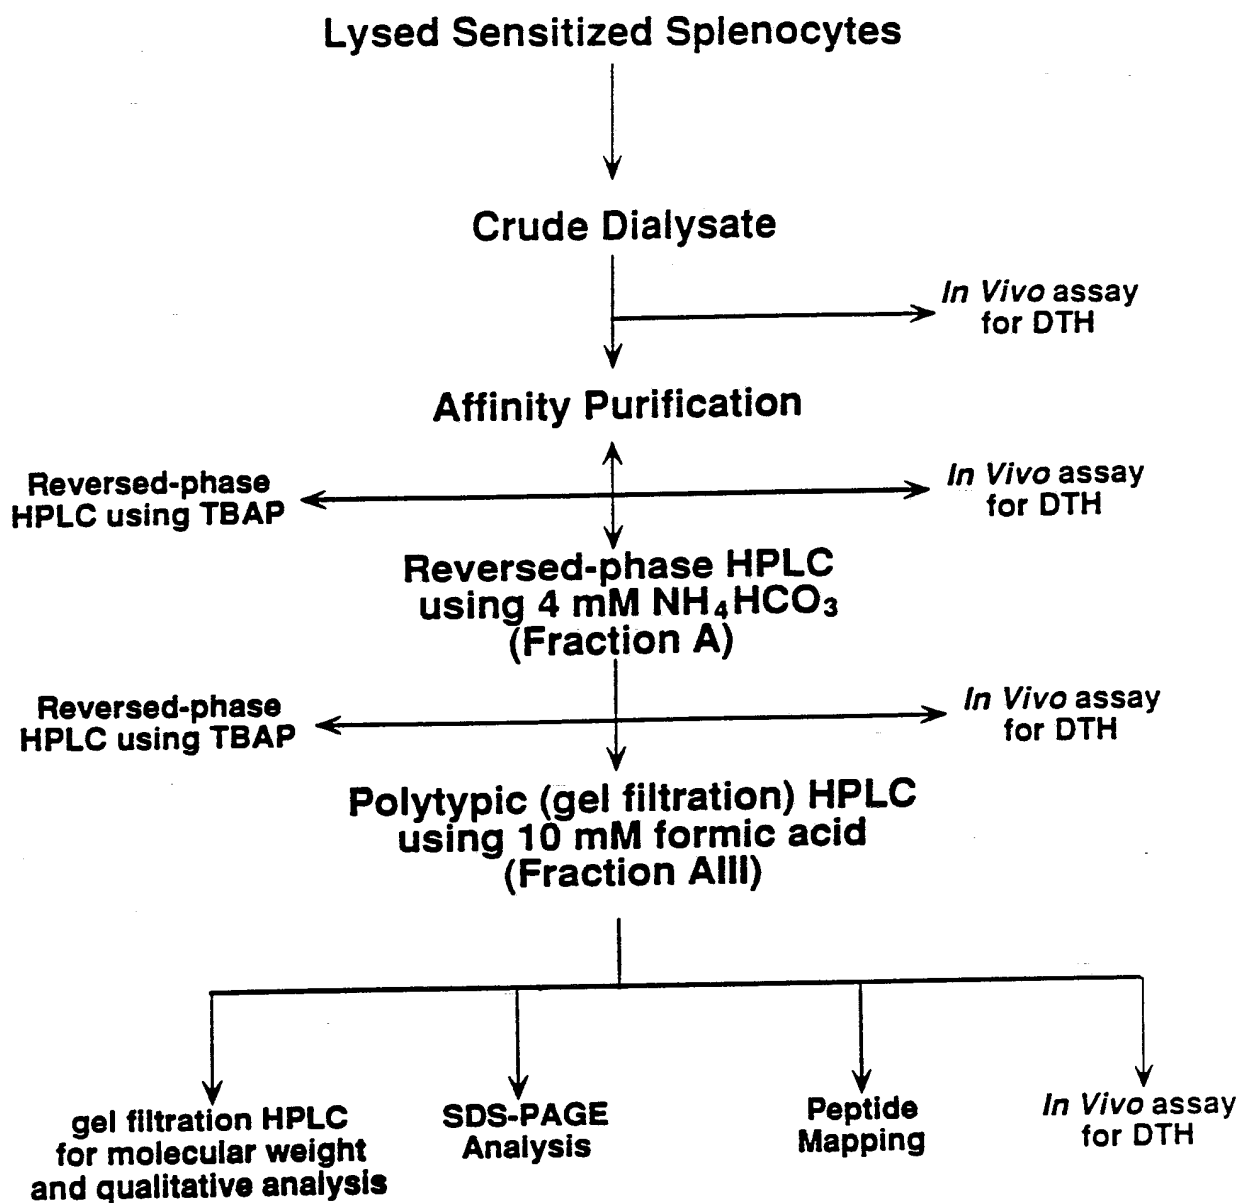 Lysed Sensitized Splenocytes
Crude Dialysate
In Vivo assay
for DTH
Affinity Purification
Reversed-phase
HPLC using TBAP
In Vivo assay
for DTH
Reversed-phase HPLC
using 4 mM NH₄HCO₃
(Fraction A)
Reversed-phase
HPLC using TBAP
In Vivo assay
for DTH
Polytypic (gel filtration) HPLC
using 10 mM formic acid
(Fraction AIII)
gel filtration HPLC
for molecular weight
and qualitative analysis
SDS-PAGE
Analysis
Peptide
Mapping
In Vivo assay
for DTH